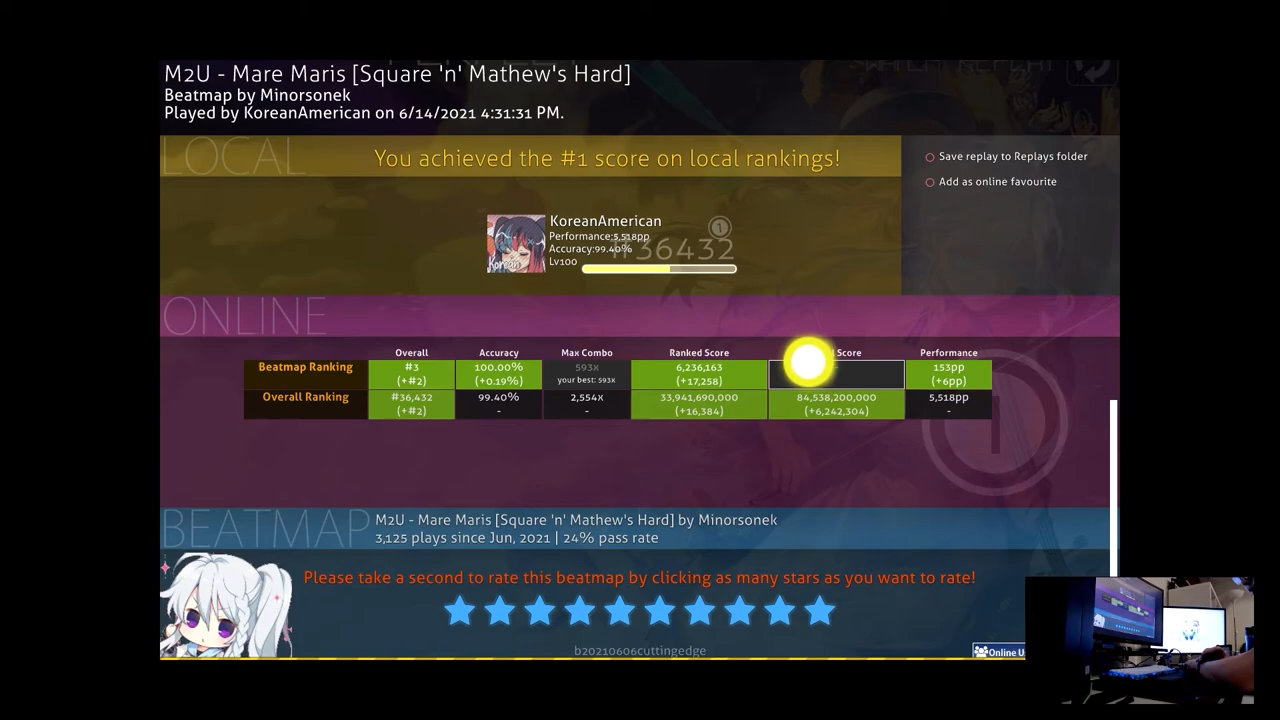 M2U - Mare Maris [Square 'n' Mathew's Hard]
Beatmap by Minorsonek
Played by KoreanAmerican on 6/14/2021 4:31:31 PM.
LOCAL
You achieved the #1 score on local rankings!
Save replay to Replays folder
Add as online favourite
KoreanAmerican
Performance:5,518pp
Accuracy:99.40%
Lv100
#36432
1
Korean
ONLINE
Overall Accuracy Max Combo Ranked Score Score Performance
Beatmap Ranking #3 100.00% 593x 6,236,163 - 153pp
(+#2) (+0.19%) your best: 593x (+17,258) (+6pp)
Overall Ranking #36,432 99.40% 2,554x 33,941,690,000 84,538,200,000 5,518pp
(+#2) - - (+16,384) (+6,242,304) -
1
BEATMAP
M2U - Mare Maris [Square 'n' Mathew's Hard] by Minorsonek
3,125 plays since Jun, 2021 | 24% pass rate
Please take a second to rate this beatmap by clicking as many stars as you want to rate!
b20210606cuttingedge
Online U